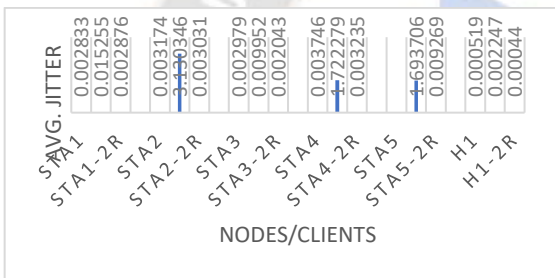 AVG. JITTER
0.002833
0.015255
0.002876
0.003174
3.130346
0.003031
0.002979
0.009952
0.002043
0.003746
1.722279
0.003235
1.693706
0.009269
0.000519
0.002247
0.00044
STA1
STA1-2R
STA2
STA2-2R
STA3
STA3-2R
STA4
STA4-2R
STA5
STA5-2R
H1
H1-2R
NODES/CLIENTS